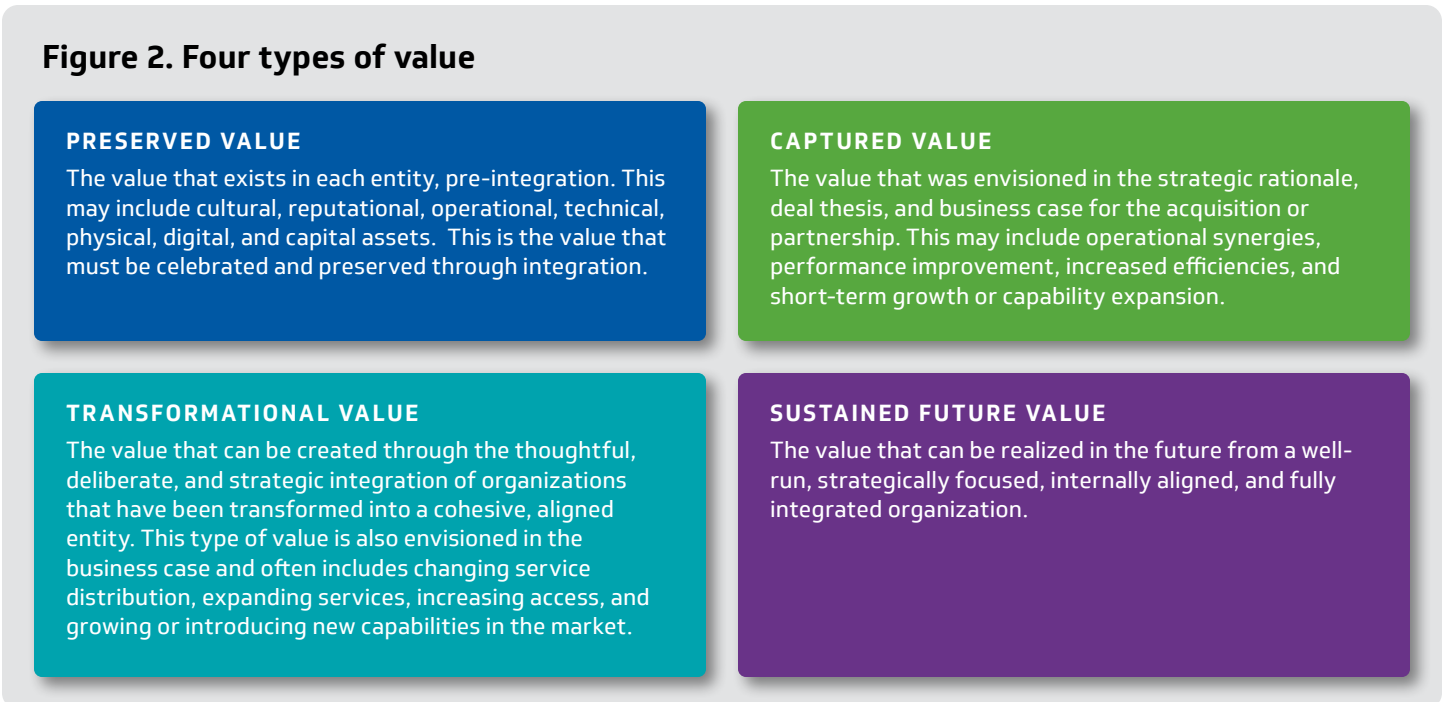 Figure 2. Four types of value
PRESERVED VALUE
The value that exists in each entity, pre-integration. This
may include cultural, reputational, operational, technical,
physical, digital, and capital assets.  This is the value that
must be celebrated and preserved through integration.
CAPTURED VALUE
The value that was envisioned in the strategic rationale,
deal thesis, and business case for the acquisition or
partnership. This may include operational synergies,
performance improvement, increased efficiencies, and
short-term growth or capability expansion.
TRANSFORMATIONAL VALUE
The value that can be created through the thoughtful,
deliberate, and strategic integration of organizations
that have been transformed into a cohesive, aligned
entity. This type of value is also envisioned in the
business case and often includes changing service
distribution, expanding services, increasing access, and
growing or introducing new capabilities in the market.
SUSTAINED FUTURE VALUE
The value that can be realized in the future from a well-
run, strategically focused, internally aligned, and fully
integrated organization.